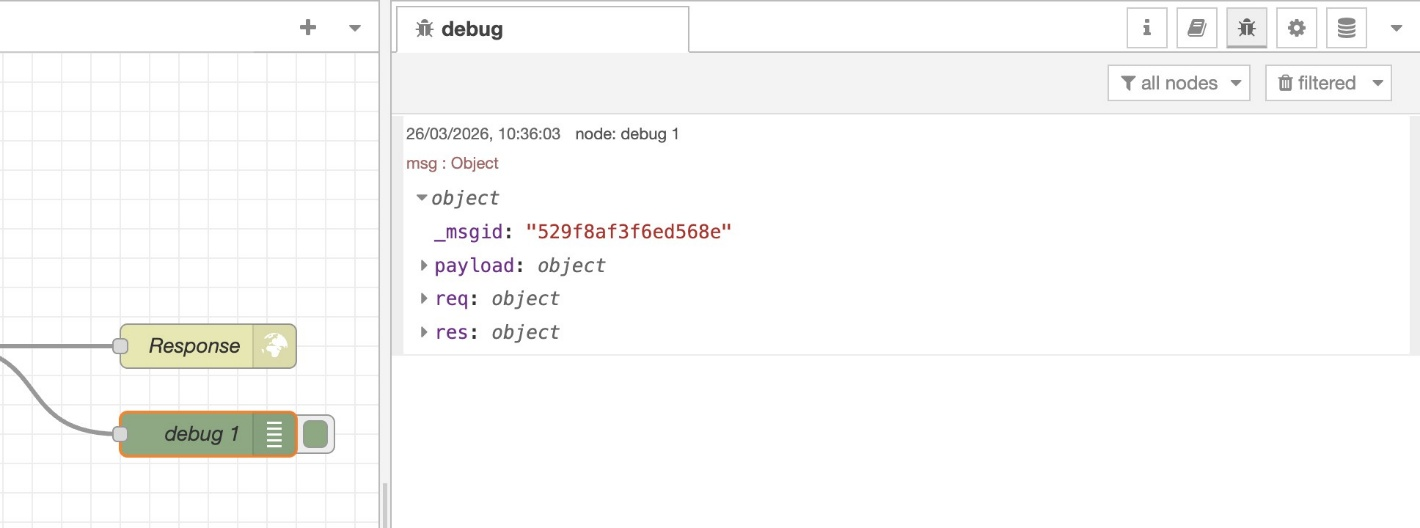 debug
all nodes
filtered
26/03/2026, 10:36:03 node: debug 1
msg : Object
object
_msgid: "529f8af3f6ed568e"
payload: object
req: object
res: object
Response
debug 1